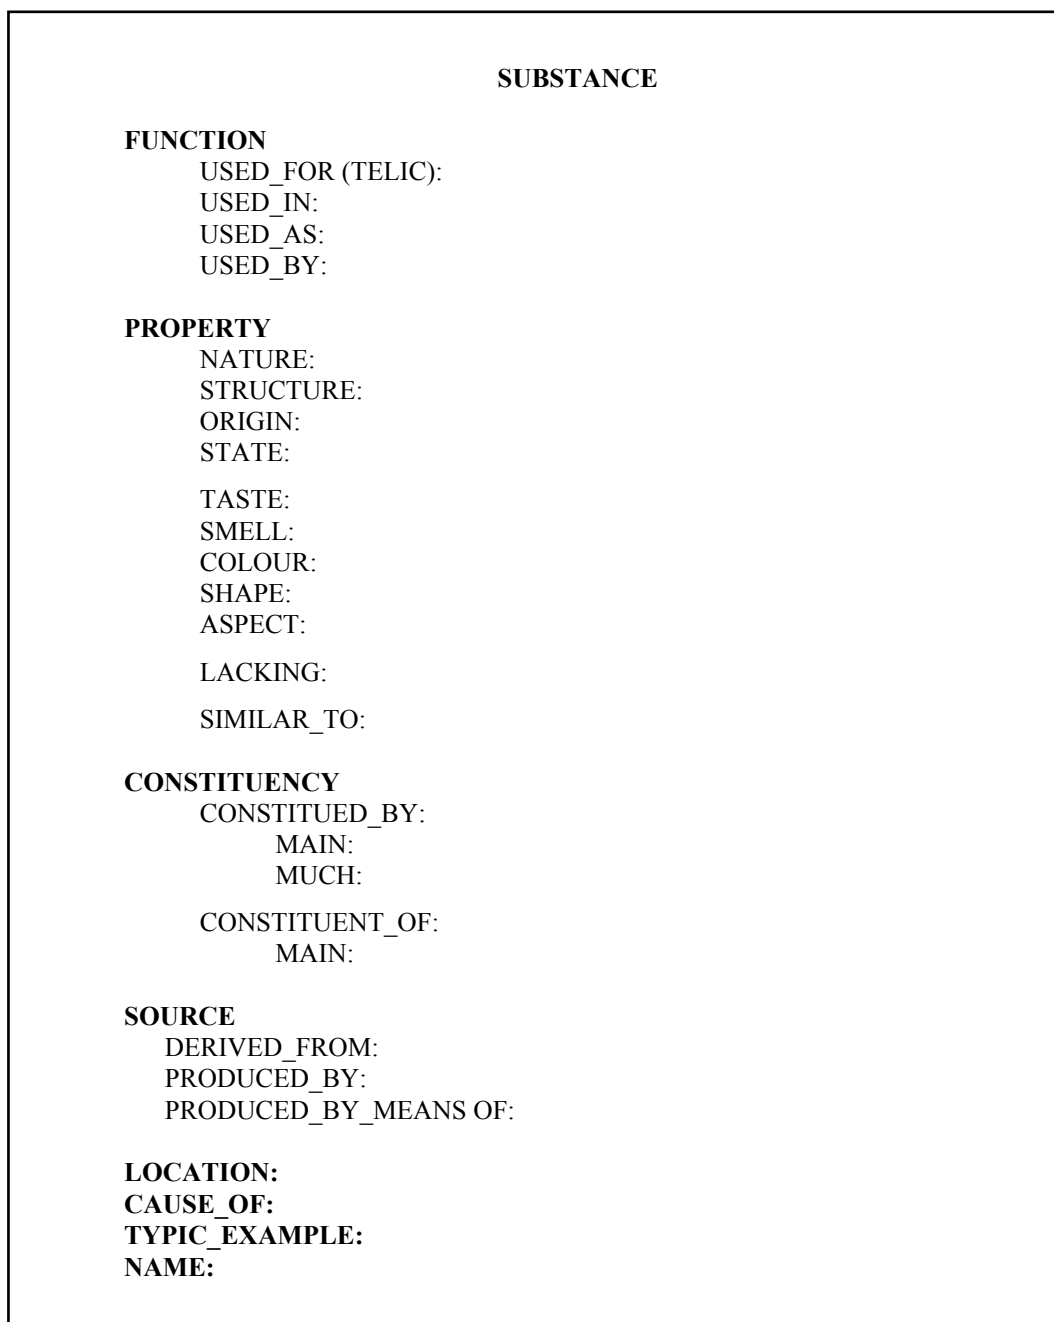 SUBSTANCE
FUNCTION
USED_FOR (TELIC):
USED_IN:
USED_AS:
USED_BY:
PROPERTY
NATURE:
STRUCTURE:
ORIGIN:
STATE:
TASTE:
SMELL:
COLOUR:
SHAPE:
ASPECT:
LACKING:
SIMILAR_TO:
CONSTITUENCY
CONSTITUED_BY:
MAIN:
MUCH:
CONSTITUENT_OF:
MAIN:
SOURCE
DERIVED_FROM:
PRODUCED_BY:
PRODUCED_BY_MEANS OF:
LOCATION:
CAUSE_OF:
TYPIC_EXAMPLE:
NAME: